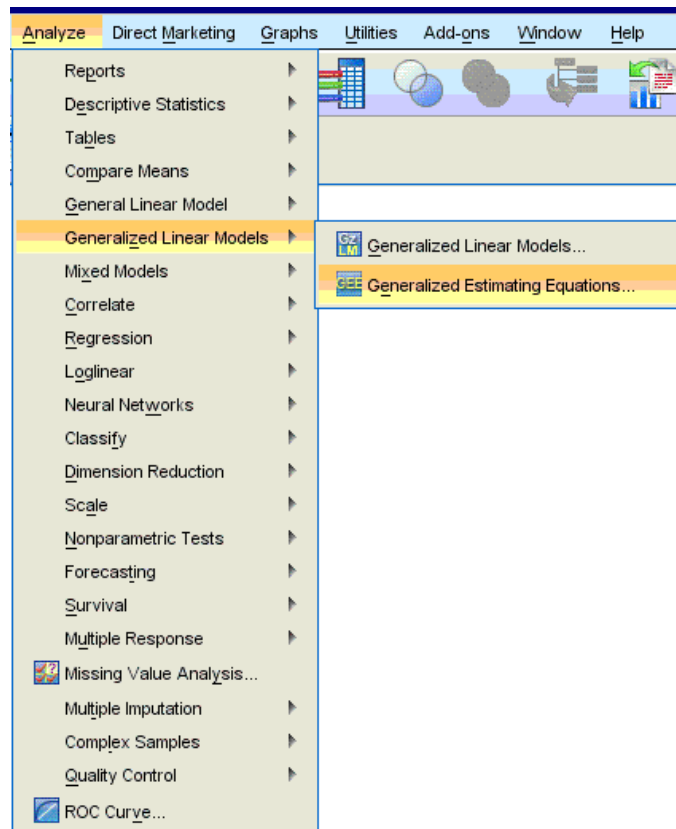 Analyze Direct Marketing Graphs Utilities Add-ons Window Help
Reports
Descriptive Statistics
Tables
Compare Means
General Linear Model
Generalized Linear Models
GZLM Generalized Linear Models...
Mixed Models
GEE Generalized Estimating Equations...
Correlate
Regression
Loglinear
Neural Networks
Classify
Dimension Reduction
Scale
Nonparametric Tests
Forecasting
Survival
Multiple Response
Missing Value Analysis...
Multiple Imputation
Complex Samples
Quality Control
ROC Curve...